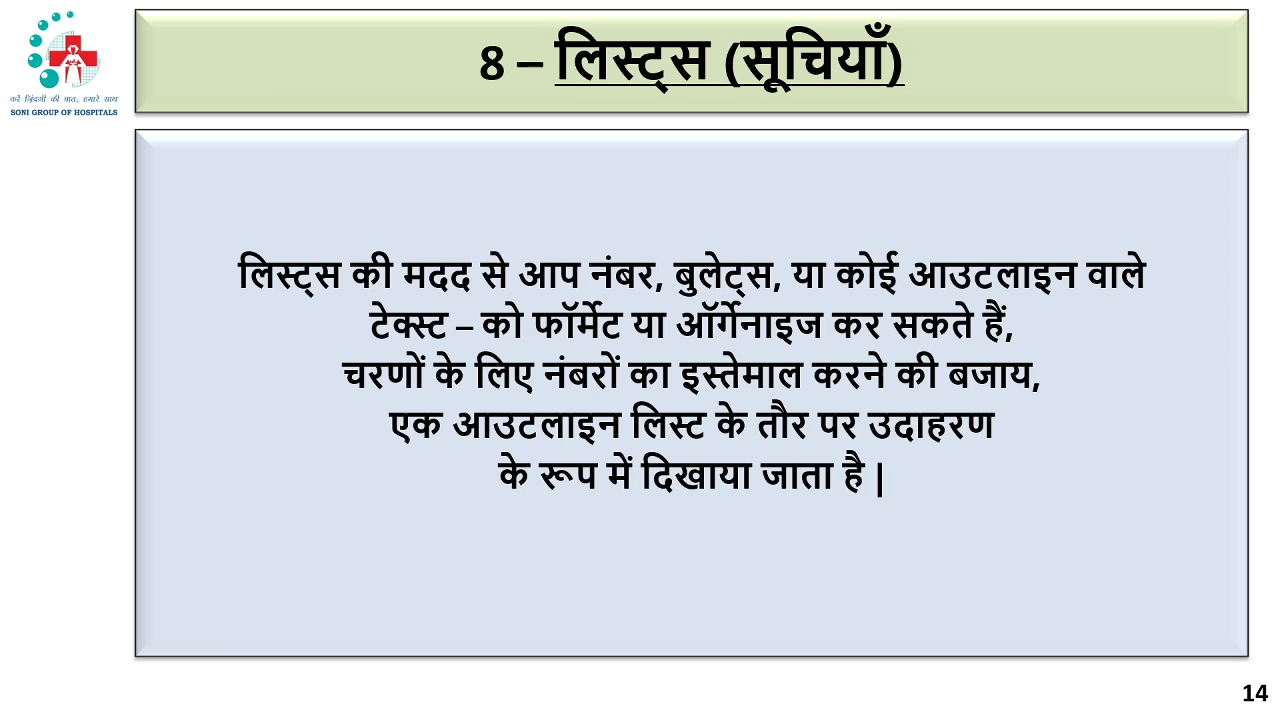 8 – लिस्ट्स (सूचियाँ)
करें ज़िंदगी की बात, हमारे साथ
SONI GROUP OF HOSPITALS
लिस्ट्स की मदद से आप नंबर, बुलेट्स, या कोई आउटलाइन वाले
टेक्स्ट – को फॉर्मेट या ऑर्गेनाइज कर सकते हैं,
चरणों के लिए नंबरों का इस्तेमाल करने की बजाय,
एक आउटलाइन लिस्ट के तौर पर उदाहरण
के रूप में दिखाया जाता है |
14